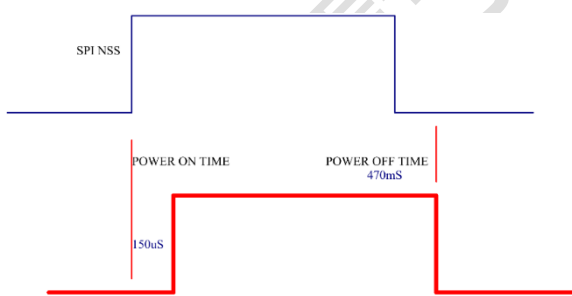 SPI NSS
POWER ON TIME
POWER OFF TIME
470mS
150uS